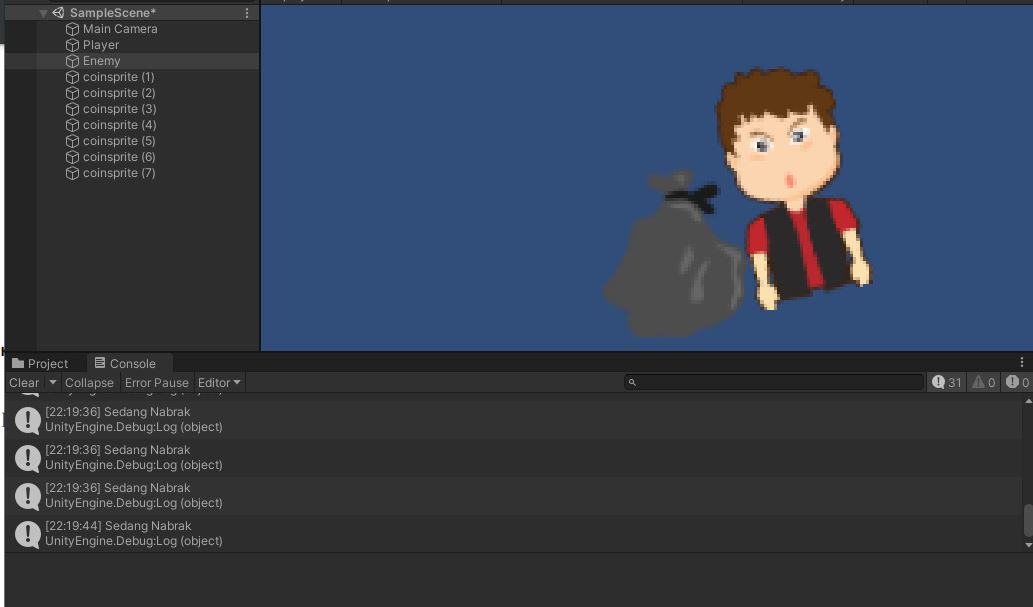 SampleScene*
Main Camera
Player
Enemy
coinsprite (1)
coinsprite (2)
coinsprite (3)
coinsprite (4)
coinsprite (5)
coinsprite (6)
coinsprite (7)
Project
Console
Clear
Collapse
Error Pause
Editor
31
0
0
[22:19:36] Sedang Nabrak
UnityEngine.Debug:Log (object)
[22:19:36] Sedang Nabrak
UnityEngine.Debug:Log (object)
[22:19:36] Sedang Nabrak
UnityEngine.Debug:Log (object)
[22:19:44] Sedang Nabrak
UnityEngine.Debug:Log (object)